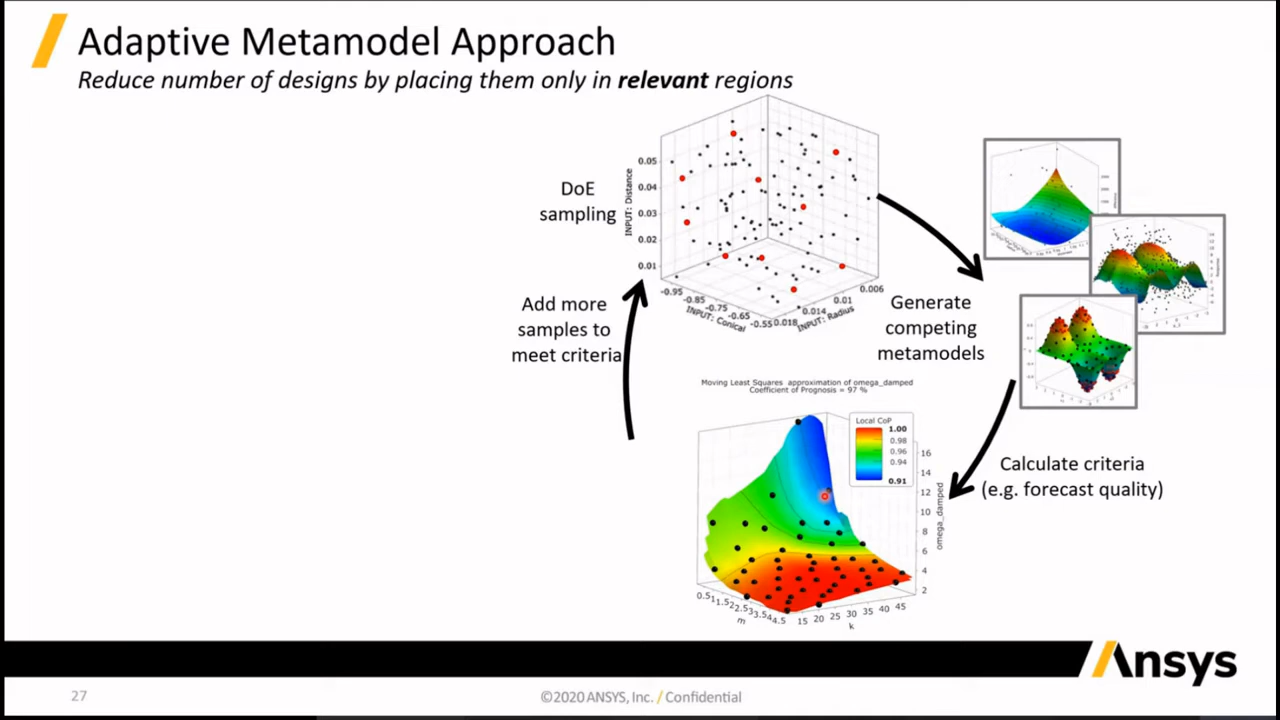 Adaptive Metamodel Approach
Reduce number of designs by placing them only in relevant regions
DoE
sampling
INPUT: Distance
0.05
0.04
0.03
0.02
0.01
-0.95
-0.85
-0.75
-0.65
-0.55
INPUT: Conical
0.018
0.014
0.01
0.006
INPUT: Radius
Add more
samples to
meet criteria
Generate
competing
metamodels
Calculate criteria
(e.g. forecast quality)
Moving Least Squares approximation of omega_damped
Coefficient of Prognosis = 97 %
Local CoP
1.00
0.98
0.96
0.94
0.91
16
14
12
10
8
6
4
2
omega_damped
0.5 1 1.5 2 2.5 3 3.5 4 4.5
m
15 20 25 30 35 40 45
k
Ansys
27
©2020 ANSYS, Inc. / Confidential